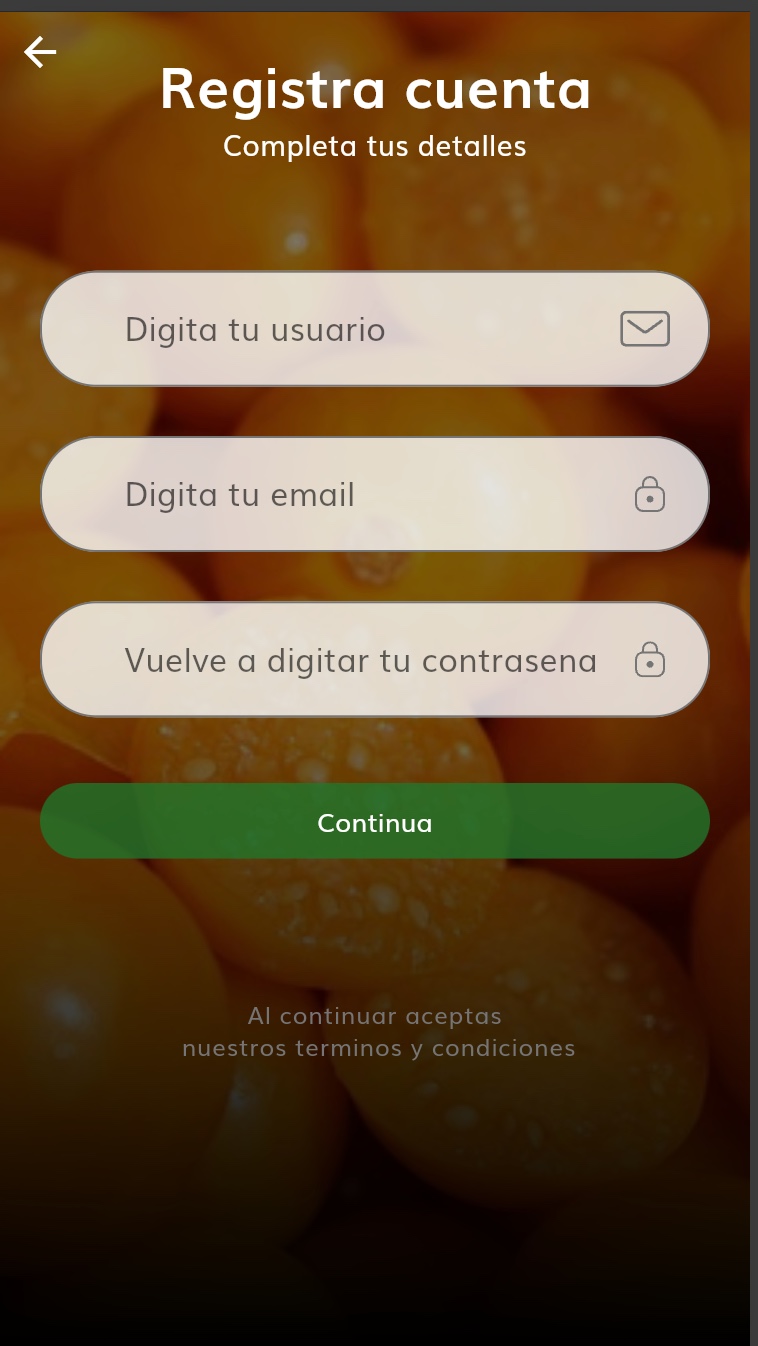 Registra cuenta
Completa tus detalles
Digita tu usuario
Digita tu email
Vuelve a digitar tu contrasena
Continua
Al continuar aceptas
nuestros terminos y condiciones